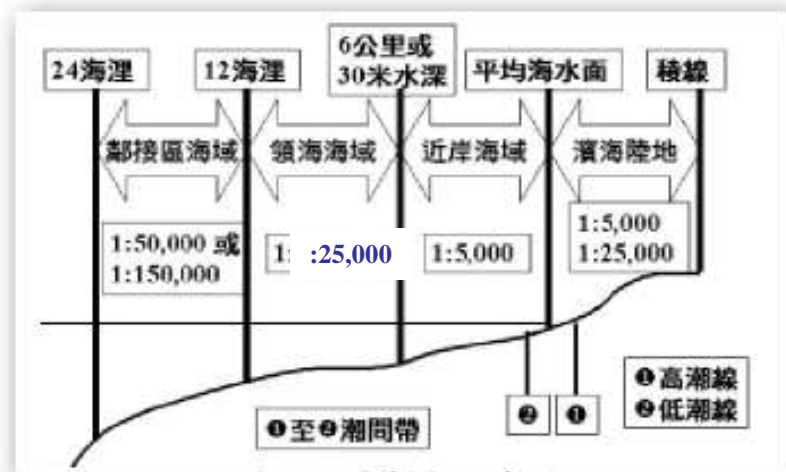 24海浬
12海浬
6公里或
30米水深
平均海水面
稜線
鄰接區海域
領海海域
近岸海域
濱海陸地
1:50,000 或
1:150,000
1: :25,000
1:5,000
1:5,000
1:25,000
❶高潮線
❷低潮線
❷
❶
❶至❷潮間帶